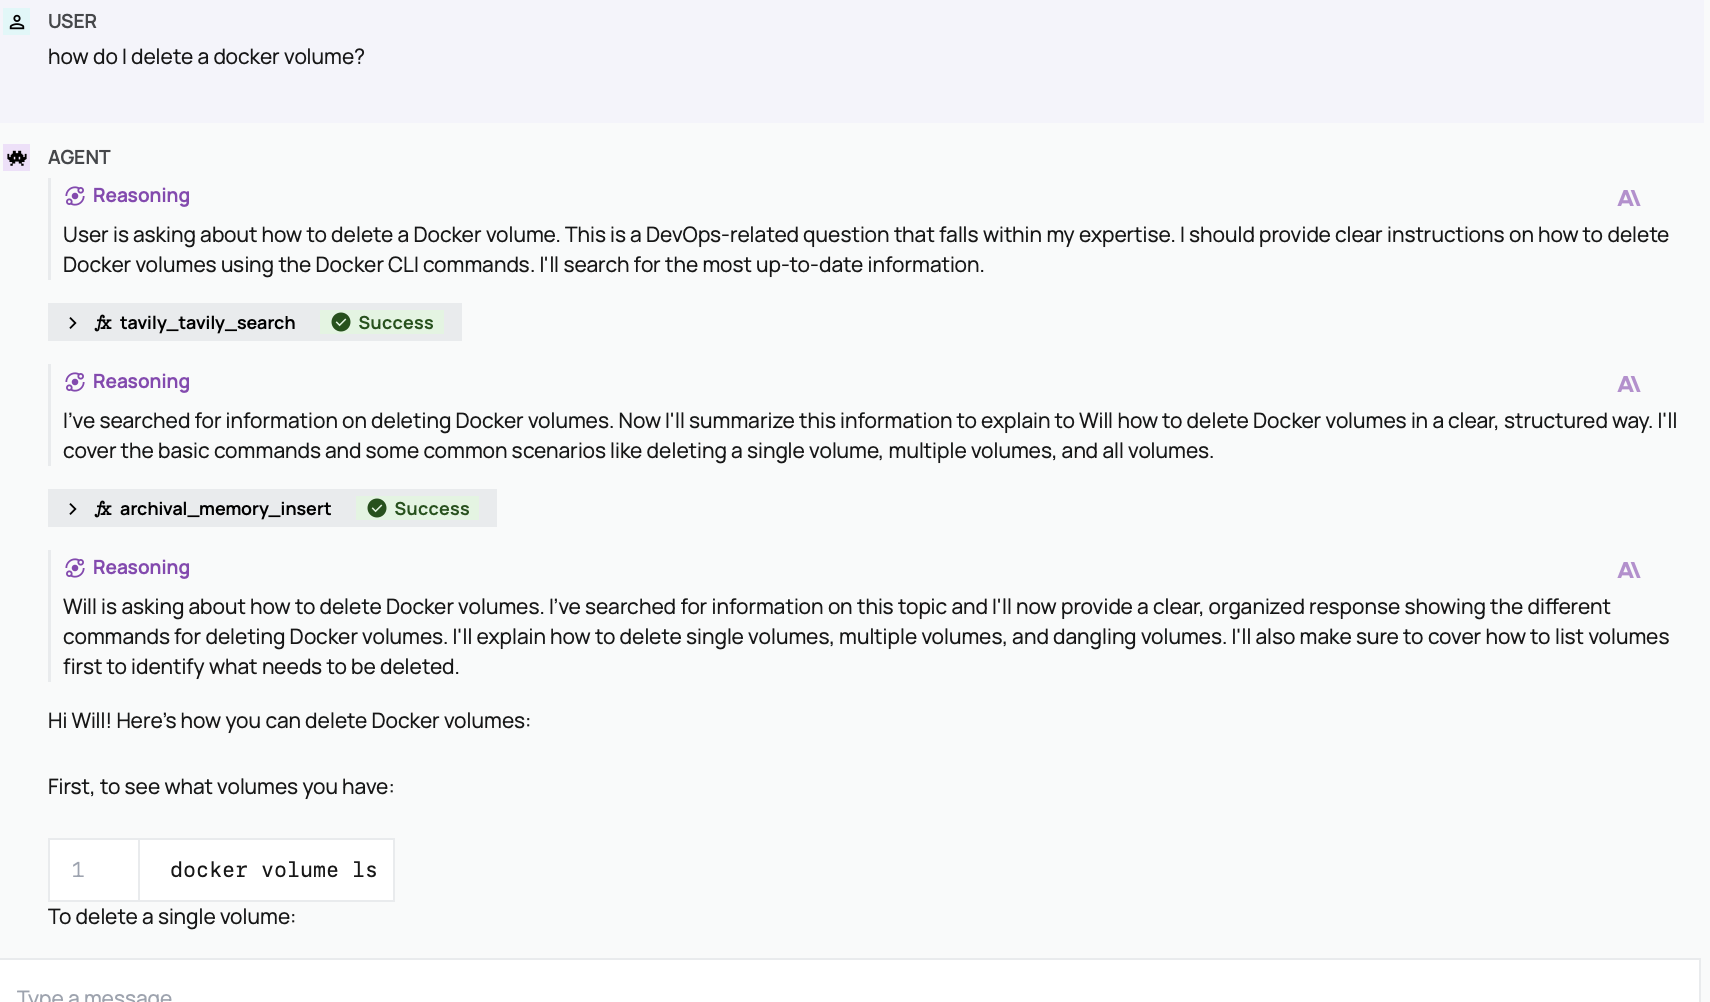 USER
how do I delete a docker volume?
AGENT
Reasoning
User is asking about how to delete a Docker volume. This is a DevOps-related question that falls within my expertise. I should provide clear instructions on how to delete
Docker volumes using the Docker CLI commands. I'll search for the most up-to-date information.
fx tavily_tavily_search Success
Reasoning
I've searched for information on deleting Docker volumes. Now I'll summarize this information to explain to Will how to delete Docker volumes in a clear, structured way. I'll
cover the basic commands and some common scenarios like deleting a single volume, multiple volumes, and all volumes.
fx archival_memory_insert Success
Reasoning
Will is asking about how to delete Docker volumes. I've searched for information on this topic and I'll now provide a clear, organized response showing the different
commands for deleting Docker volumes. I'll explain how to delete single volumes, multiple volumes, and dangling volumes. I'll also make sure to cover how to list volumes
first to identify what needs to be deleted.
Hi Will! Here's how you can delete Docker volumes:
First, to see what volumes you have:
1 docker volume ls
To delete a single volume:
Type a message